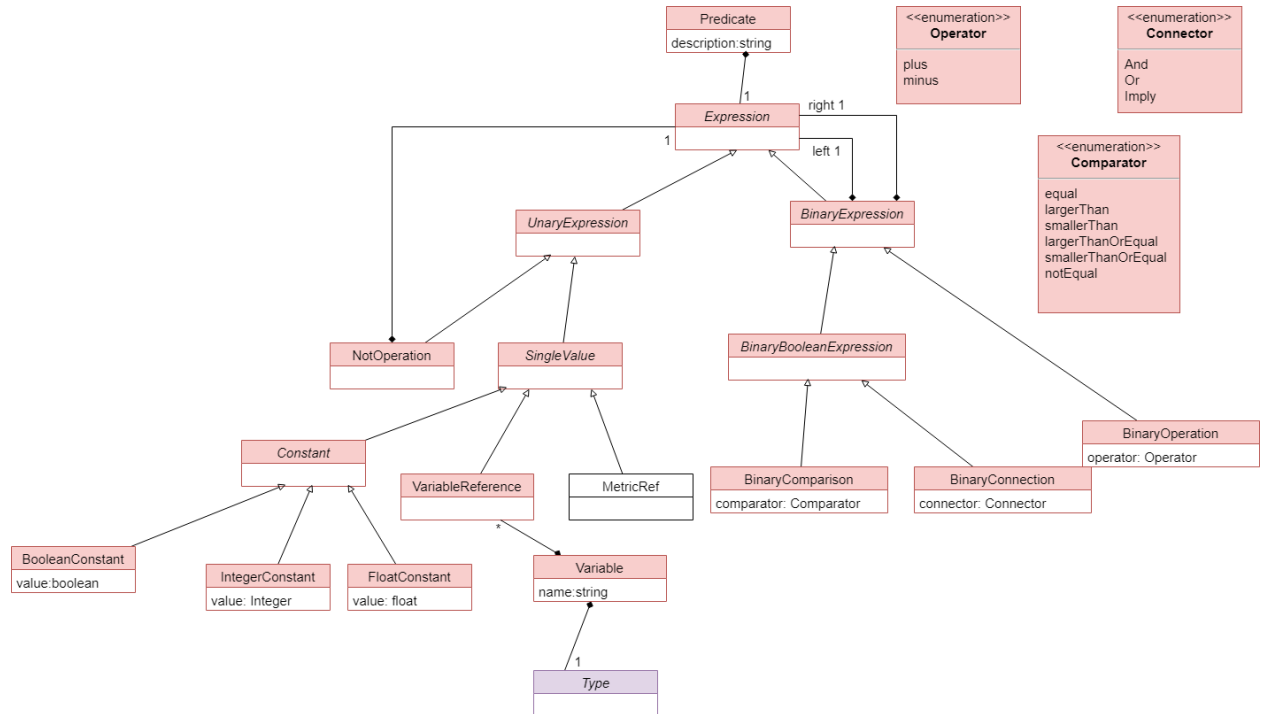 Predicate
description:string
<<enumeration>>
Operator
plus
minus
<<enumeration>>
Connector
And
Or
Imply
1
Expression
right 1
1
left 1
<<enumeration>>
Comparator
equal
largerThan
smallerThan
largerThanOrEqual
smallerThanOrEqual
notEqual
UnaryExpression
BinaryExpression
NotOperation
SingleValue
BinaryBooleanExpression
Constant
BinaryOperation
operator: Operator
VariableReference
MetricRef
BinaryComparison
comparator: Comparator
BinaryConnection
connector: Connector
*
BooleanConstant
value:boolean
IntegerConstant
value: Integer
FloatConstant
value: float
Variable
name:string
1
Type